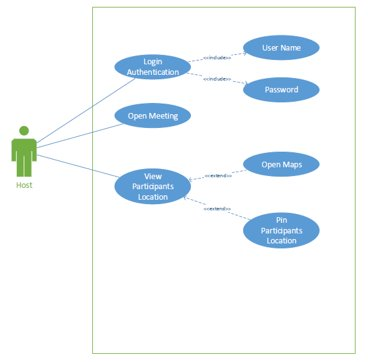 Login
Authentication
<<include>>
User Name
<<include>>
Password
Open Meeting
Host
View
Participants
Location
<<extend>>
Open Maps
<<extend>>
Pin
Participants
Location